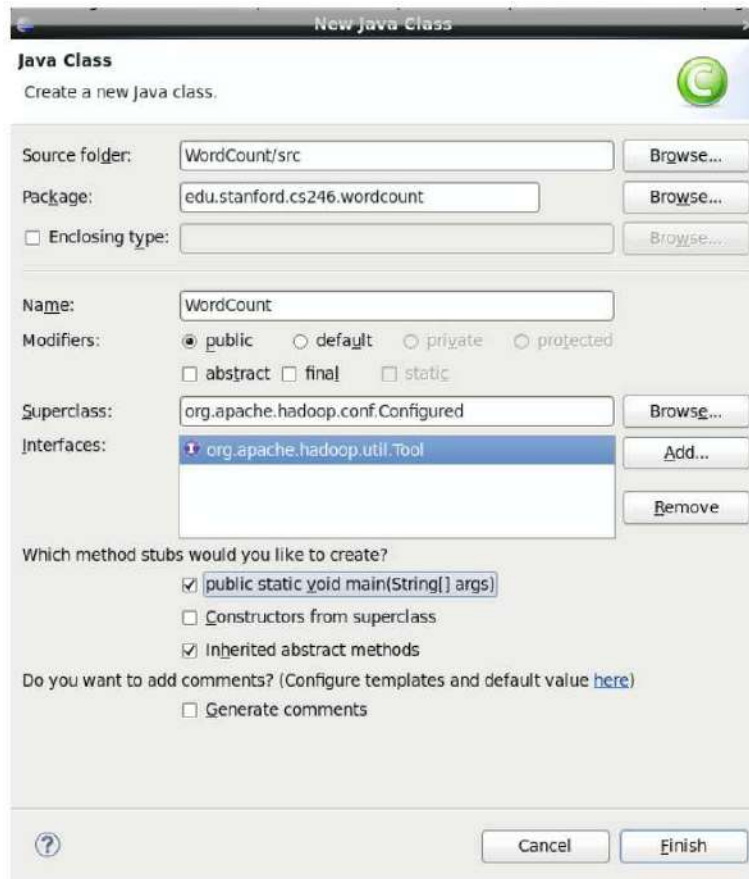 New Java Class
Java Class
Create a new Java class.
C
Source folder: WordCount/src Browse...
Package: edu.stanford.cs246.wordcount Browse...
Enclosing type: Browse...
Name: WordCount
Modifiers: public default private protected
abstract final static
Superclass: org.apache.hadoop.conf.Configured Browse...
Interfaces: org.apache.hadoop.util.Tool Add...
Remove
Which method stubs would you like to create?
public static void main(String[] args)
Constructors from superclass
Inherited abstract methods
Do you want to add comments? (Configure templates and default value here)
Generate comments
? Cancel Finish